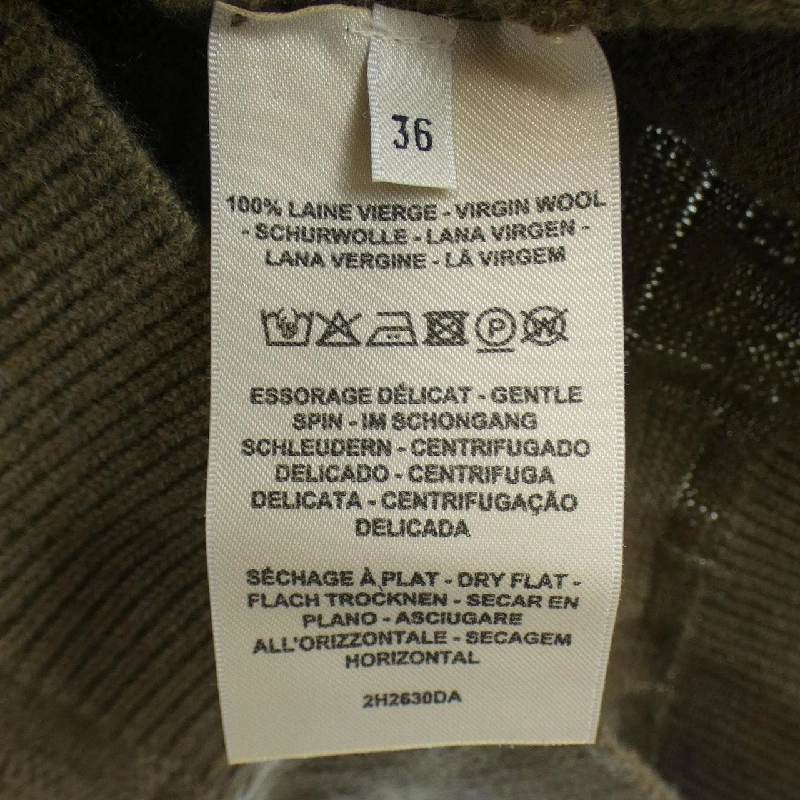 36
100% LAINE VIERGE - VIRGIN WOOL
- SCHURWOLLE - LANA VIRGEN -
LANA VERGINE - LÃ VIRGEM
P W
ESSORAGE DÉLICAT - GENTLE
SPIN - IM SCHONGANG
SCHLEUDERN - CENTRIFUGADO
DELICADO - CENTRIFUGA
DELICATA - CENTRIFUGAÇÃO
DELICADA
SÉCHAGE À PLAT - DRY FLAT -
FLACH TROCKNEN - SECAR EN
PLANO - ASCIUGARE
ALL'ORIZZONTALE - SECAGEM
HORIZONTAL
2H2630DA